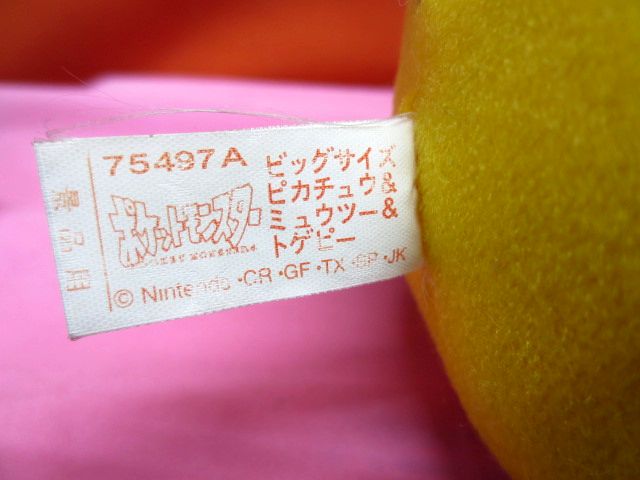 景品用
75497A
ポケットモンスター
POCKET MONSTERS
ビッグサイズ
ピカチュウ&
ミュウツー&
トゲピー
© Nintendo・CR・GF・TX・SP・JK